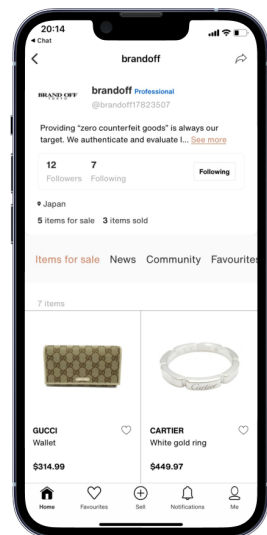 20:14
Chat
brandoff
BRAND OFF
TOKYO
brandoff Professional
@brandoff17823507
Providing "zero counterfeit goods" is always our
target. We authenticate and evaluate I... See more
12 7
Followers Following
Following
Japan
5 items for sale 3 items sold
Items for sale News Community Favourites
7 items
GUCCI
Wallet
$314.99
CARTIER
White gold ring
$449.97
Home Favourites Sell Notifications Me